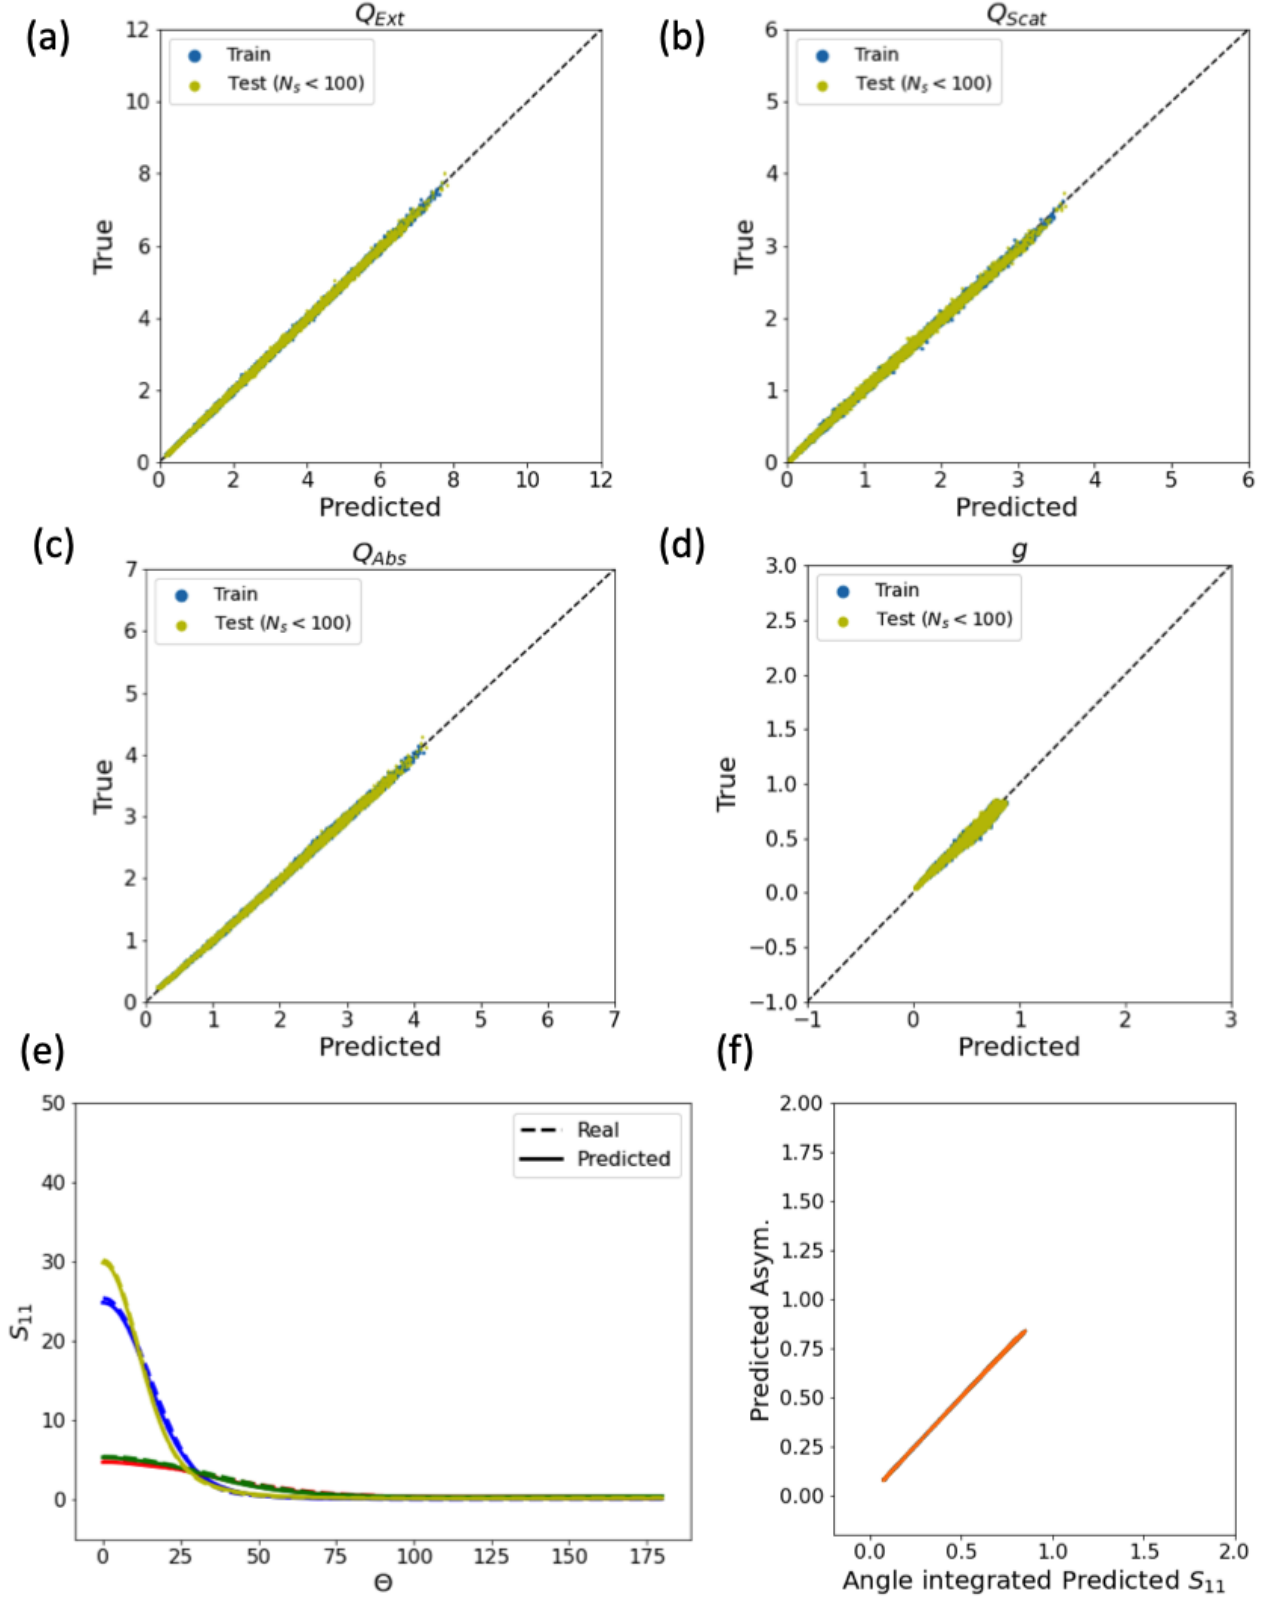 (a)
Q_Ext
12
10
8
6
4
2
0
True
Train
Test (N_s < 100)
0 2 4 6 8 10 12
Predicted
(b)
Q_Scat
6
5
4
3
2
1
0
True
Train
Test (N_s < 100)
0 1 2 3 4 5 6
Predicted
(c)
Q_Abs
7
6
5
4
3
2
1
0
True
Train
Test (N_s < 100)
0 1 2 3 4 5 6 7
Predicted
(d)
g
3.0
2.5
2.0
1.5
1.0
0.5
0.0
−0.5
−1.0
True
Train
Test (N_s < 100)
−1 0 1 2 3
Predicted
(e)
50
40
30
20
10
0
S_11
Real
Predicted
0 25 50 75 100 125 150 175
Θ
(f)
2.00
1.75
1.50
1.25
1.00
0.75
0.50
0.25
0.00
Predicted Asym.
0.0 0.5 1.0 1.5 2.0
Angle integrated Predicted S_11